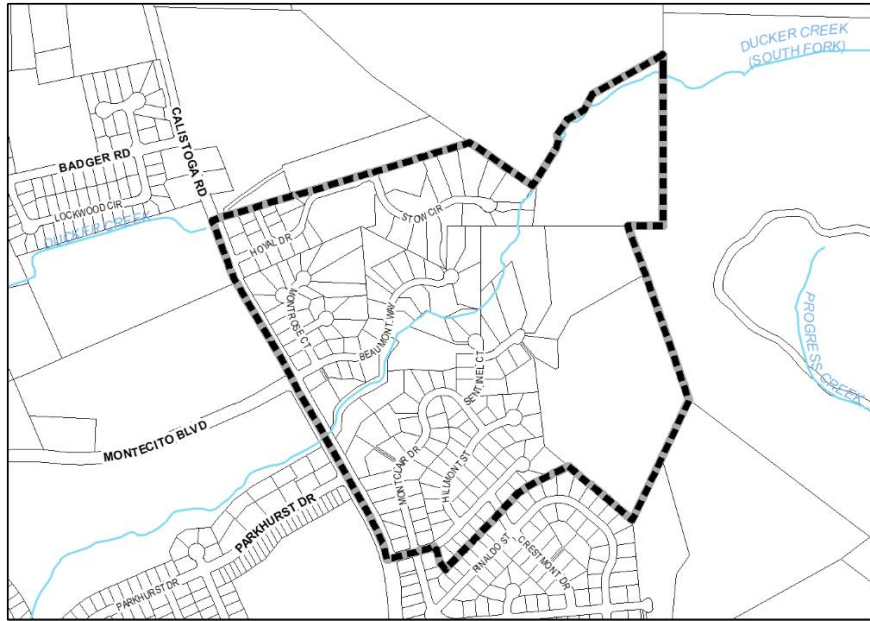 DUCKER CREEK
(SOUTH FORK)
CALISTOGA RD
BADGER RD
LOCKWOOD CIR
DUCKER CREEK
STOW CIR
HOYAL DR
MONTROSE CT
BEAUMONT WAY
PROGRESS CREEK
SENTINEL CT
MONTECITO BLVD
MONTCLAIR DR
HILLMONT ST
PARKHURST DR
RINALDO ST
CRESTMONT DR
PARKHURST DR